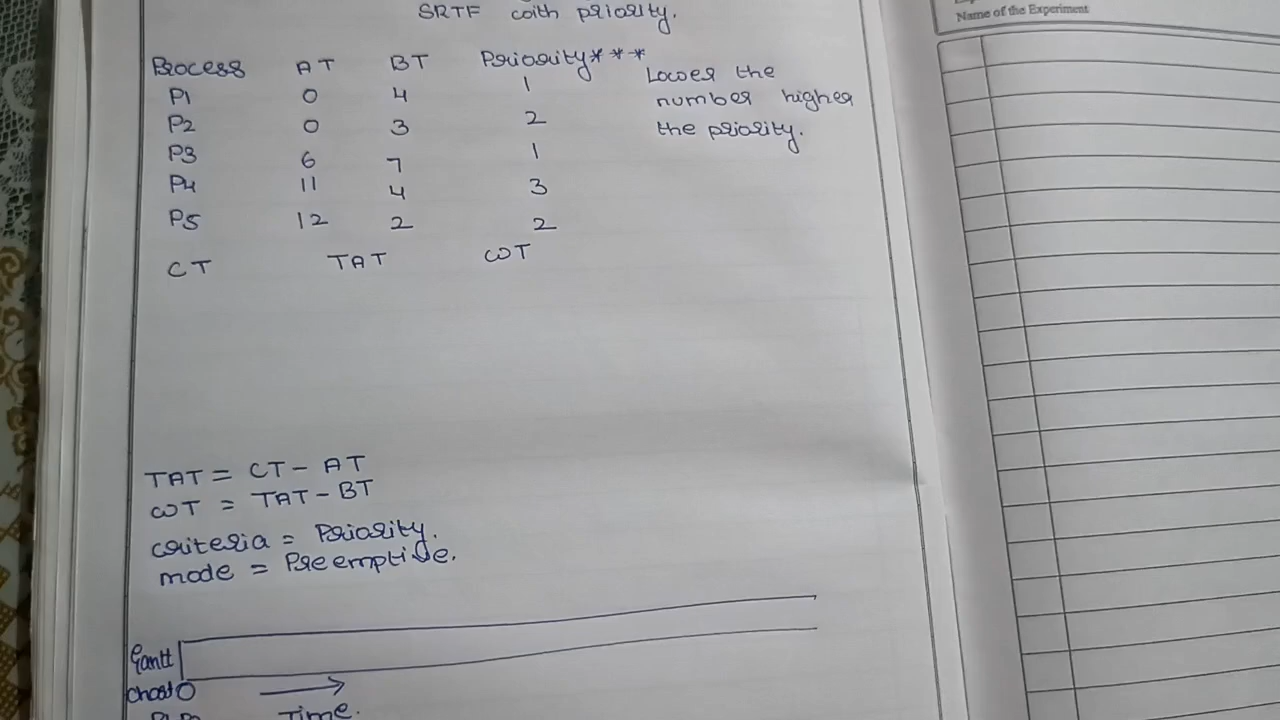 SRTF with priority.
Process AT BT Priority***
P1 0 4 1
P2 0 3 2
P3 6 7 1
P4 11 4 3
P5 12 2 2
Lower the
number higher
the priority.
CT TAT WT
TAT = CT - AT
WT = TAT - BT
criteria = Priority.
mode = Preemptive.
Gantt
chart 0
Time.
Name of the Experiment